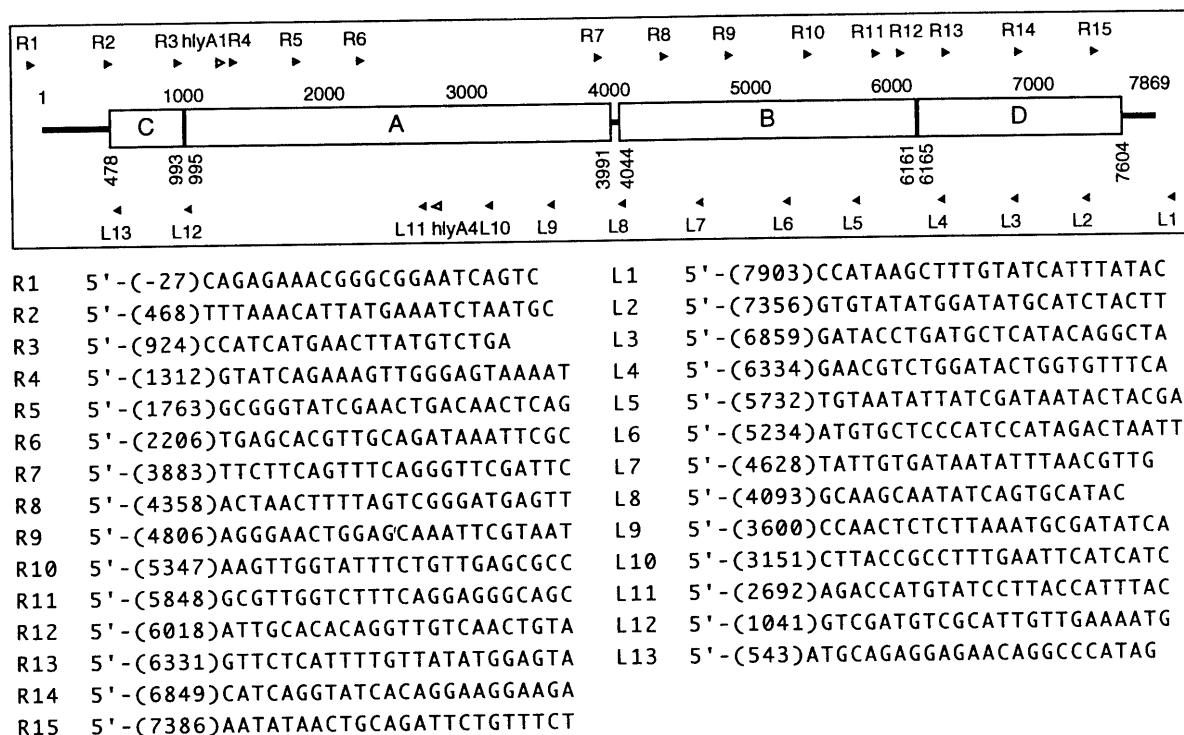 R1 R2 R3 hlyA1 R4 R5 R6 R7 R8 R9 R10 R11 R12 R13 R14 R15
1 1000 2000 3000 4000 5000 6000 7000 7869
C A B D
478 993 995 3991 4044 6161 6165 7604
L13 L12 L11 hlyA4 L10 L9 L8 L7 L6 L5 L4 L3 L2 L1
R1 5'-(-27)CAGAGAAACGGGCGGAATCAGTC
R2 5'-(468)TTTAAACATTATGAAATCTAATGC
R3 5'-(924)CCATCATGAACTTATGTCTGA
R4 5'-(1312)GTATCAGAAAGTTGGGAGTAAAAT
R5 5'-(1763)GCGGGTATCGAACTGACAACTCAG
R6 5'-(2206)TGAGCACGTTGCAGATAAATTCGC
R7 5'-(3883)TTCTTCAGTTTCAGGGTTCGATTC
R8 5'-(4358)ACTAACTTTTAGTCGGGATGAGTT
R9 5'-(4806)AGGGAACTGGAGCAAATTCGTAAT
R10 5'-(5347)AAGTTGGTATTTCTGTTGAGCGCC
R11 5'-(5848)GCGTTGGTCTTTCAGGAGGGCAGC
R12 5'-(6018)ATTGCACACAGGTTGTCAACTGTA
R13 5'-(6331)GTTCTCATTTTGTTATATGGAGTA
R14 5'-(6849)CATCAGGTATCACAGGAAGGAAGA
R15 5'-(7386)AATATAACTGCAGATTCTGTTTCT
L1 5'-(7903)CCATAAGCTTTGTATCATTTATAC
L2 5'-(7356)GTGTATATGGATATGCATCTACTT
L3 5'-(6859)GATACCTGATGCTCATACAGGCTA
L4 5'-(6334)GAACGTCTGGATACTGGTGTTTCA
L5 5'-(5732)TGTAATATTATCGATAATACTACGA
L6 5'-(5234)ATGTGCTCCCATCCATAGACTAATT
L7 5'-(4628)TATTGTGATAATATTTAACGTTG
L8 5'-(4093)GCAAGCAATATCAGTGCATAC
L9 5'-(3600)CCAACTCTCTTAAATGCGATATCA
L10 5'-(3151)CTTACCGCCTTTGAATTCATCATC
L11 5'-(2692)AGACCATGTATCCTTACCATTTAC
L12 5'-(1041)GTCGATGTCGCATTGTTGAAAATG
L13 5'-(543)ATGCAGAGGAGAACAGGCCCATAG